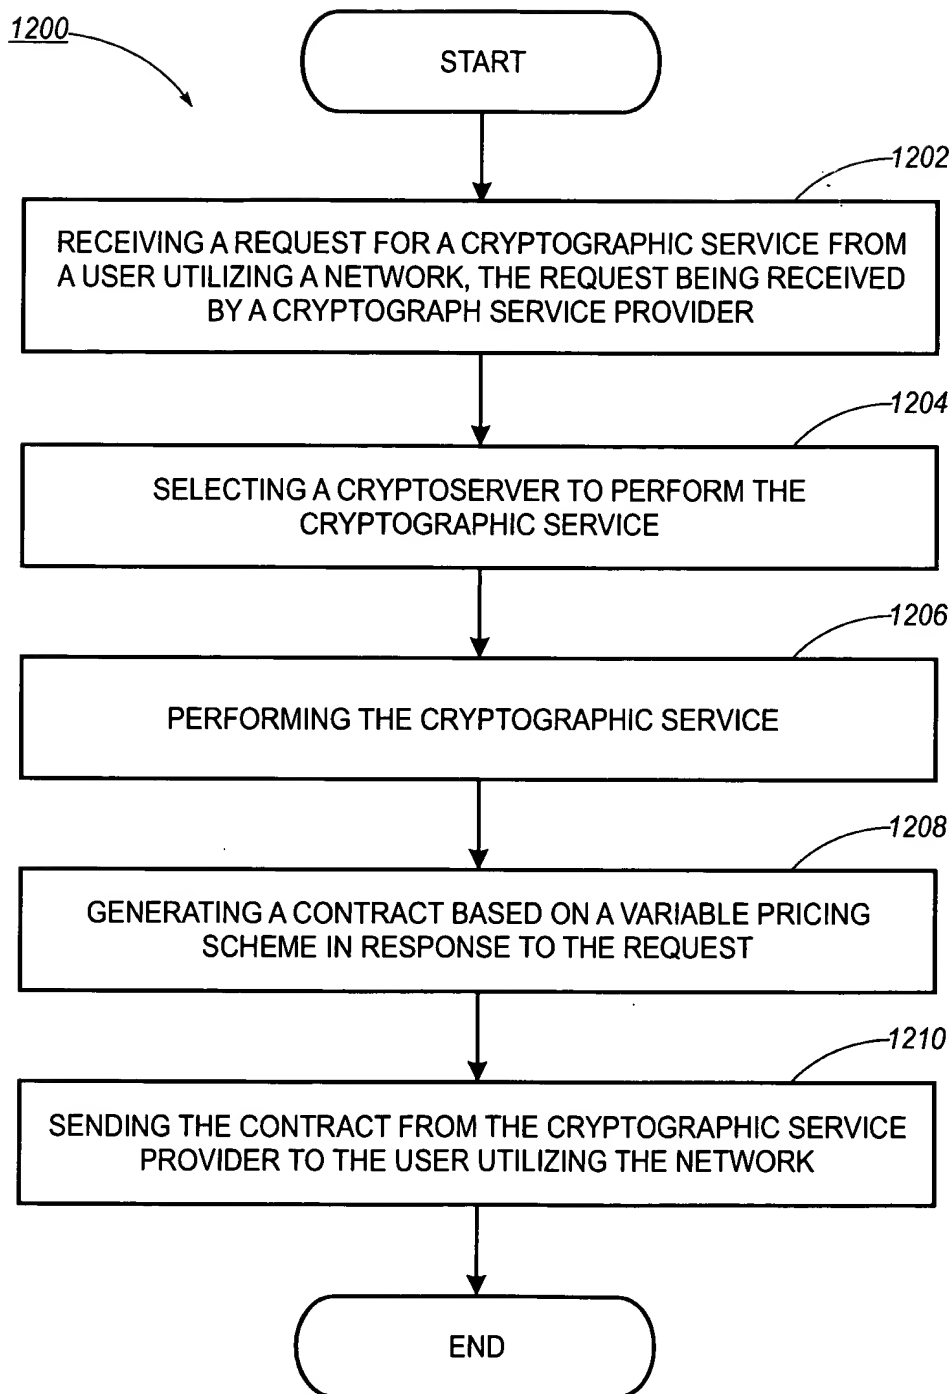 1200
START
1202
RECEIVING A REQUEST FOR A CRYPTOGRAPHIC SERVICE FROM
A USER UTILIZING A NETWORK, THE REQUEST BEING RECEIVED
BY A CRYPTOGRAPH SERVICE PROVIDER
1204
SELECTING A CRYPTOSERVER TO PERFORM THE
CRYPTOGRAPHIC SERVICE
1206
PERFORMING THE CRYPTOGRAPHIC SERVICE
1208
GENERATING A CONTRACT BASED ON A VARIABLE PRICING
SCHEME IN RESPONSE TO THE REQUEST
1210
SENDING THE CONTRACT FROM THE CRYPTOGRAPHIC SERVICE
PROVIDER TO THE USER UTILIZING THE NETWORK
END